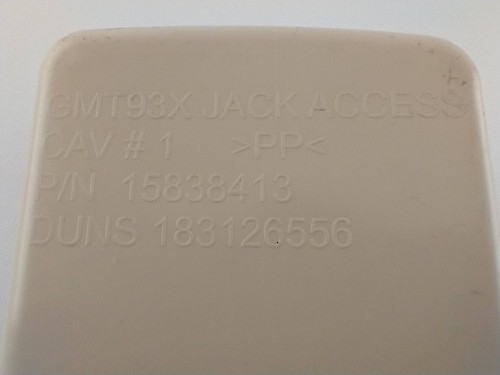 GMT93X JACK ACCESS
CAV # 1 >PP<
P/N 15838413
DUNS 183126556